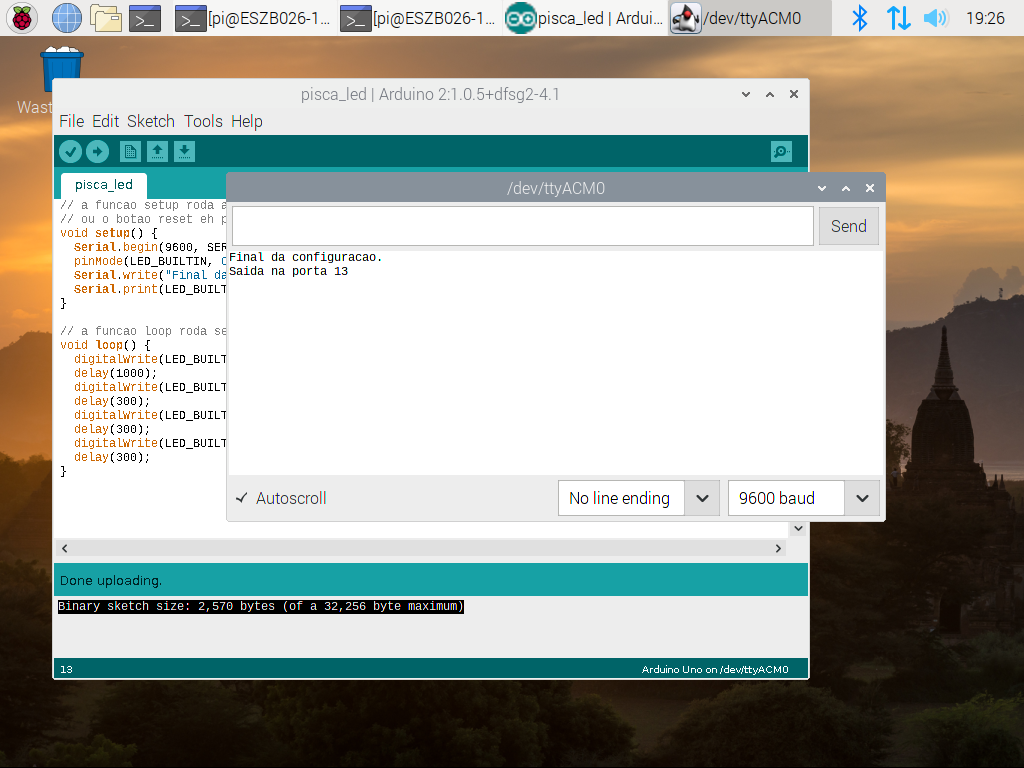 [pi@ESZB026-1... [pi@ESZB026-1... pisca_led | Ardui... /dev/ttyACM0 19:26
Wast
pisca_led | Arduino 2:1.0.5+dfsg2-4.1
File Edit Sketch Tools Help
pisca_led
// a funcao setup roda a
// ou o botao reset eh p
void setup() {
Serial.begin(9600, SER
pinMode(LED_BUILTIN, O
Serial.write("Final da
Serial.print(LED_BUILT
}
// a funcao loop roda se
void loop() {
digitalWrite(LED_BUILT
delay(1000);
digitalWrite(LED_BUILT
delay(300);
digitalWrite(LED_BUILT
delay(300);
digitalWrite(LED_BUILT
delay(300);
}
/dev/ttyACM0
Send
Final da configuracao.
Saida na porta 13
Autoscroll
No line ending
9600 baud
Done uploading.
Binary sketch size: 2,570 bytes (of a 32,256 byte maximum)
13
Arduino Uno on /dev/ttyACM0